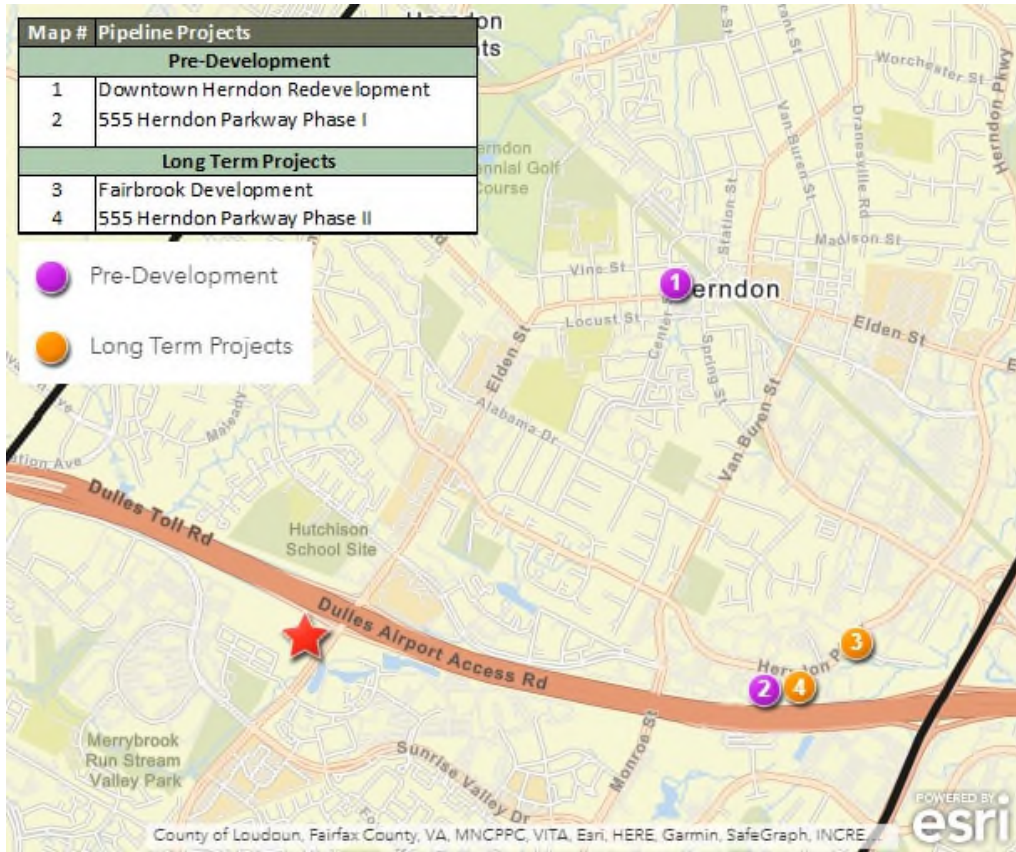 Map # Pipeline Projects
Pre-Development
1 Downtown Herndon Redevelopment
2 555 Herndon Parkway Phase I
Long Term Projects
3 Fairbrook Development
4 555 Herndon Parkway Phase II
Pre-Development
Long Term Projects
Worchester St
Herndon Pkwy
Van Buren St
Dranesville Rd
Station St
Madison St
Vine St
1
erndon
Locust St
Center St
Elden St
Elden St
Spring St
Alabama Dr
Van Buren St
Maleady
Dulles Toll Rd
Hutchison
School Site
Dulles Airport Access Rd
3
2
4
Monroe St
Merrybrook
Run Stream
Valley Park
Sunrise Valley Dr
County of Loudoun, Fairfax County, VA, MNCPPC, VITA, Esri, HERE, Garmin, SafeGraph, INCRE...
POWERED BY
esri